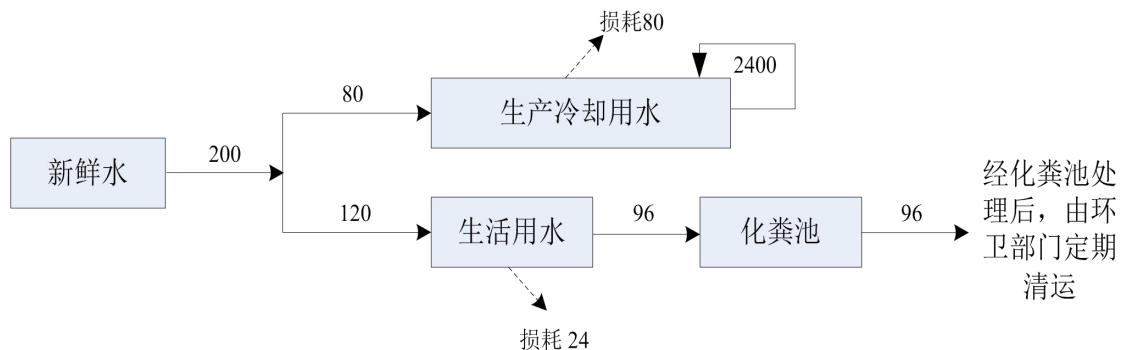 损耗80
2400
80
生产冷却用水
新鲜水
200
120
生活用水
96
化粪池
96
经化粪池处
理后，由环
卫部门定期
清运
损耗 24